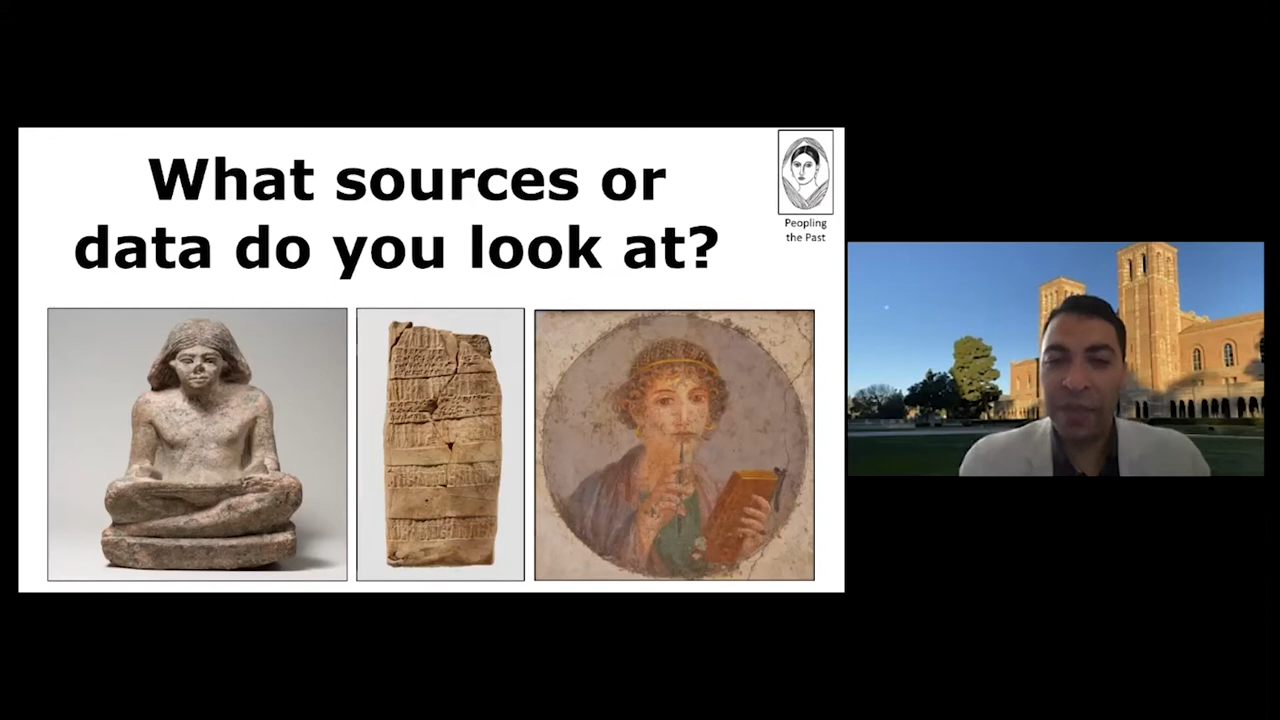 What sources or
data do you look at?
Peopling
the Past